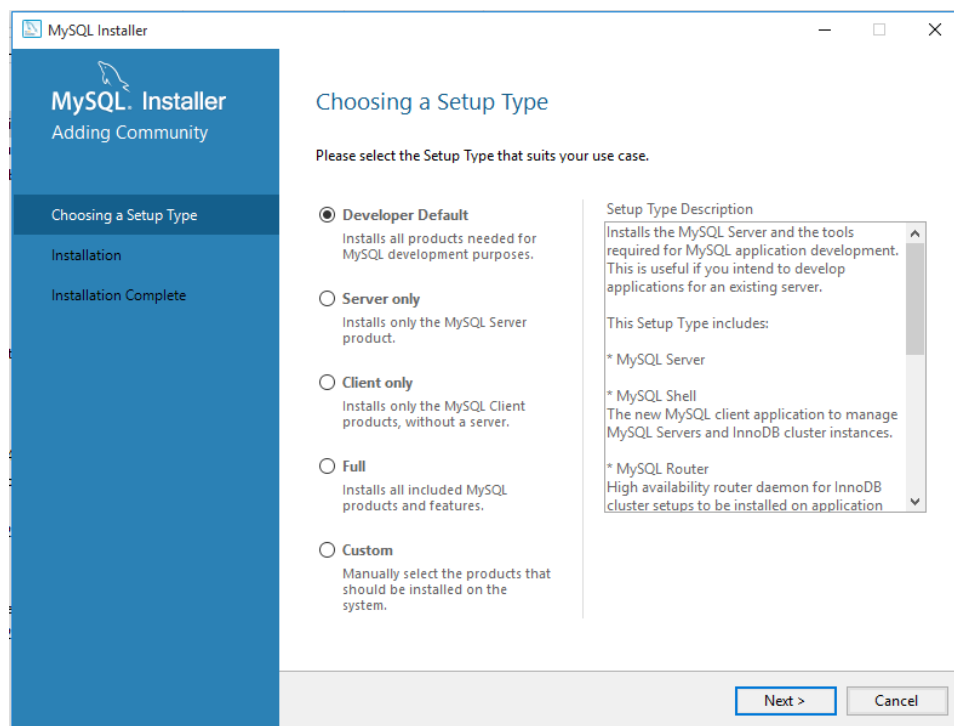 MySQL Installer
MySQL. Installer
Adding Community
Choosing a Setup Type
Installation
Installation Complete
Choosing a Setup Type
Please select the Setup Type that suits your use case.
Developer Default
Installs all products needed for
MySQL development purposes.
Server only
Installs only the MySQL Server
product.
Client only
Installs only the MySQL Client
products, without a server.
Full
Installs all included MySQL
products and features.
Custom
Manually select the products that
should be installed on the
system.
Setup Type Description
Installs the MySQL Server and the tools
required for MySQL application development.
This is useful if you intend to develop
applications for an existing server.
This Setup Type includes:
* MySQL Server
* MySQL Shell
The new MySQL client application to manage
MySQL Servers and InnoDB cluster instances.
* MySQL Router
High availability router daemon for InnoDB
cluster setups to be installed on application
Next >
Cancel